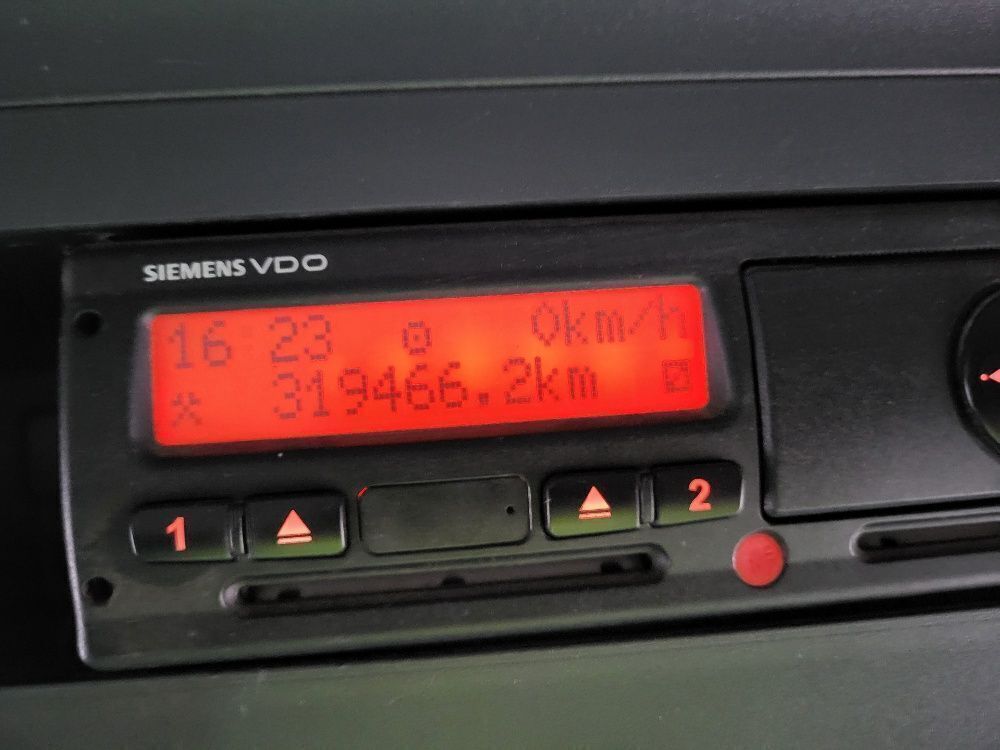 SIEMENS VDO
16:23 0km/h
319466.2km
1 2